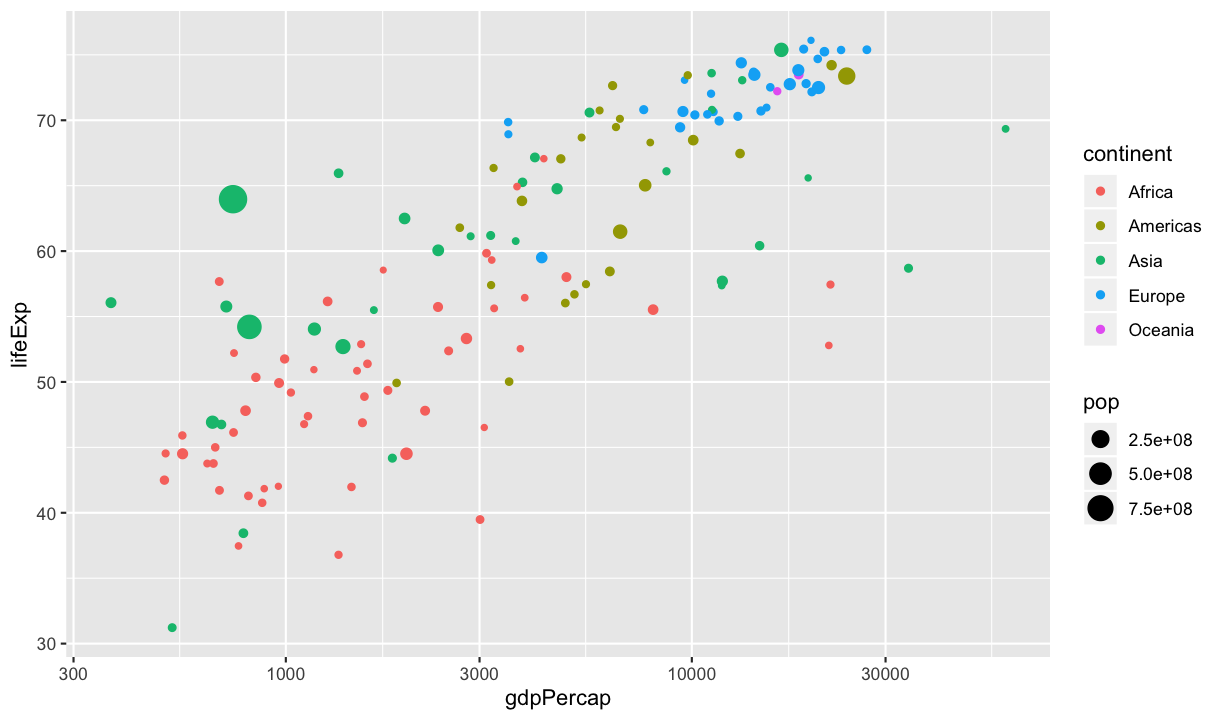 70
60
50
40
30
lifeExp
300
1000
3000
10000
30000
gdpPercap
continent
Africa
Americas
Asia
Europe
Oceania
pop
2.5e+08
5.0e+08
7.5e+08